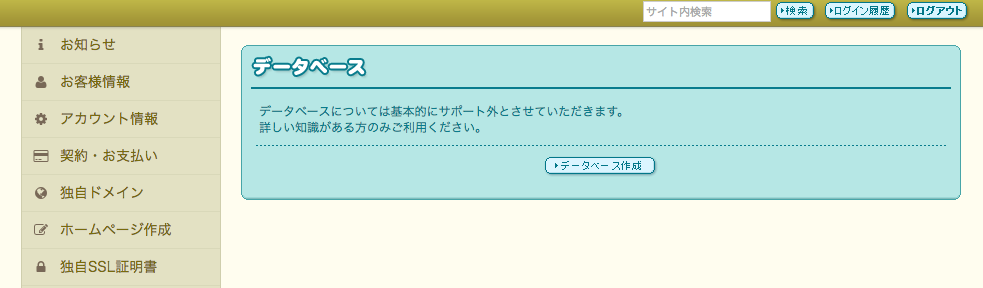 サイト内検索
検索
ログイン履歴
ログアウト
お知らせ
お客様情報
アカウント情報
契約・お支払い
独自ドメイン
ホームページ作成
独自SSL証明書
データベース
データベースについては基本的にサポート外とさせていただきます。
詳しい知識がある方のみご利用ください。
データベース作成